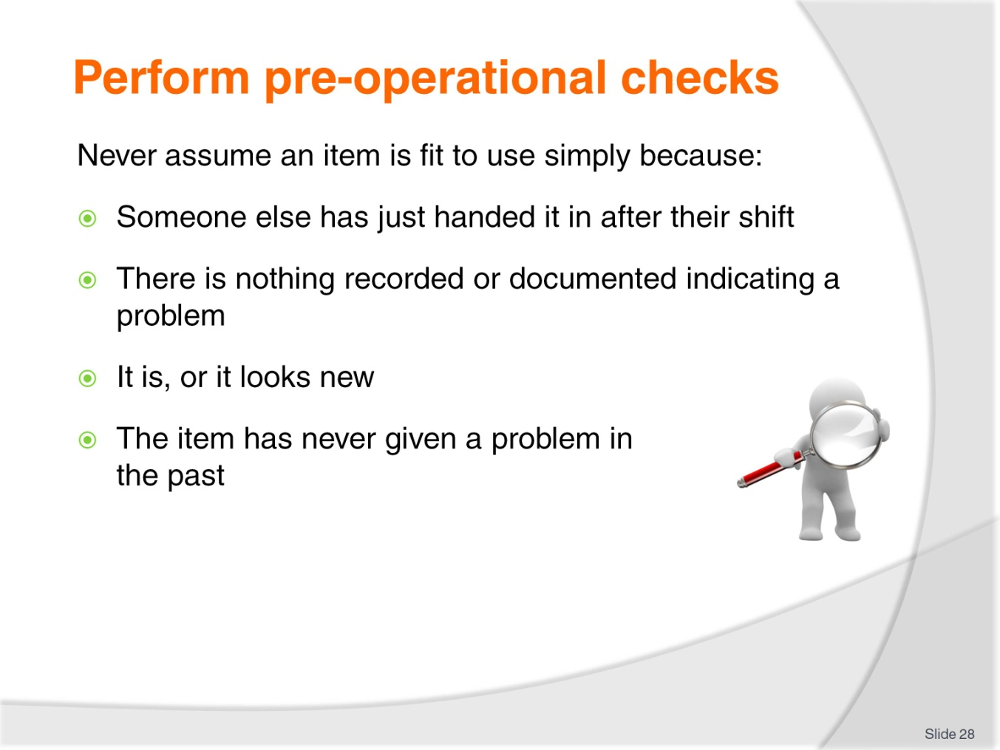 Perform pre-operational checks
Never assume an item is fit to use simply because:
Someone else has just handed it in after their shift
There is nothing recorded or documented indicating a
problem
It is, or it looks new
The item has never given a problem in
the past
Slide 28